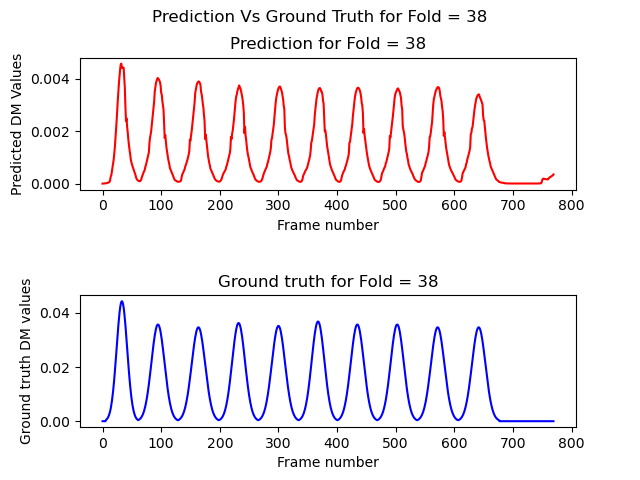 Prediction Vs Ground Truth for Fold = 38
Prediction for Fold = 38
Predicted DM Values
0.004
0.002
0.000
0 100 200 300 400 500 600 700 800
Frame number
Ground truth for Fold = 38
Ground truth DM values
0.04
0.02
0.00
0 100 200 300 400 500 600 700 800
Frame number